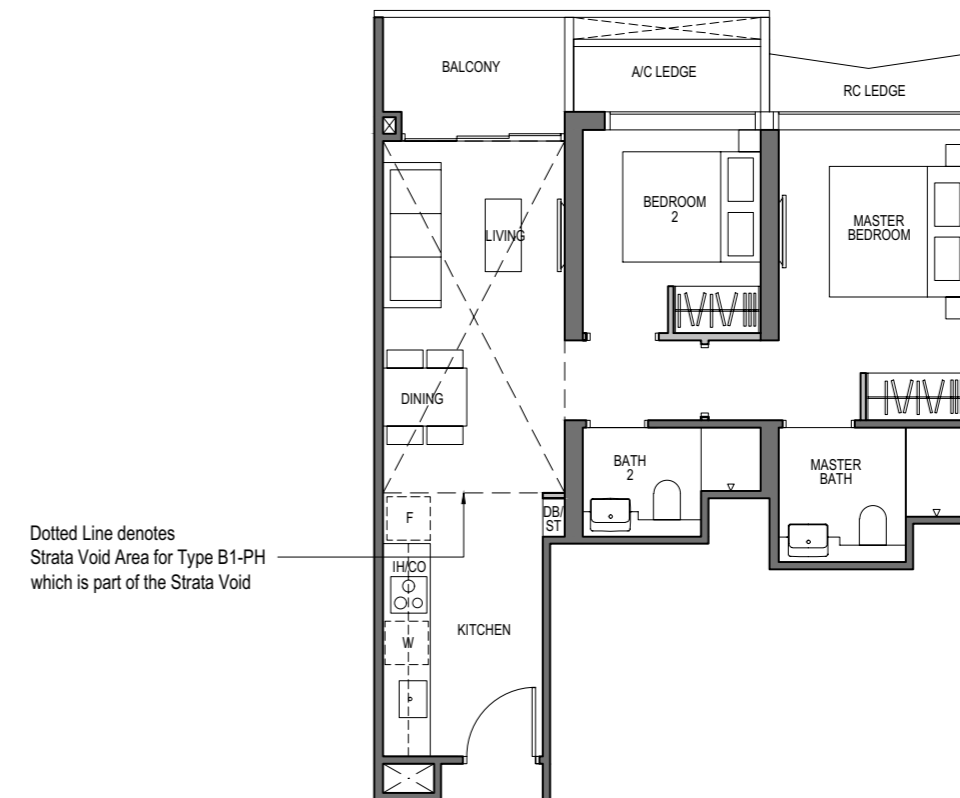 BALCONY
A/C LEDGE
RC LEDGE
BEDROOM
2
MASTER
BEDROOM
LIVING
DINING
BATH
2
MASTER
BATH
F
DB/
ST
Dotted Line denotes
Strata Void Area for Type B1-PH
which is part of the Strata Void
IH/CO
W
KITCHEN